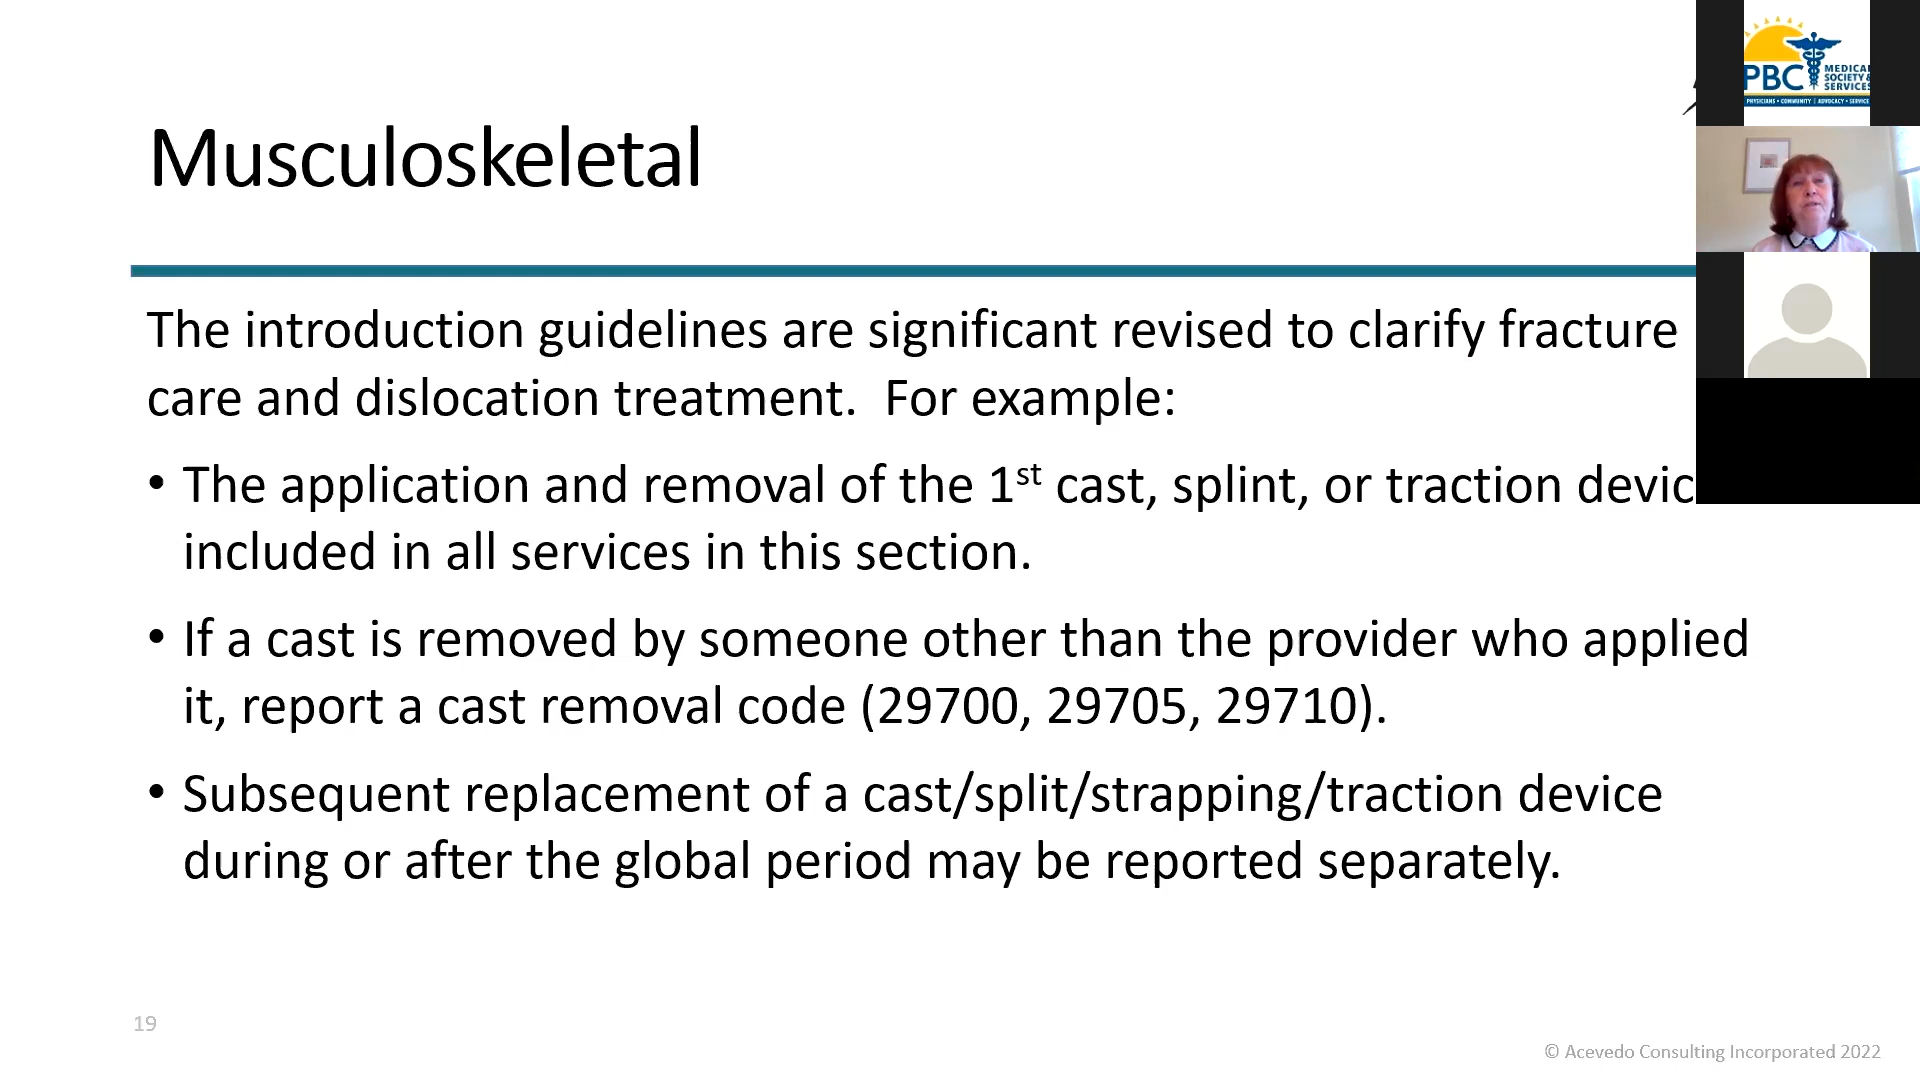 Musculoskeletal
The introduction guidelines are significant revised to clarify fracture
care and dislocation treatment.  For example:
• The application and removal of the 1st cast, splint, or traction devic
included in all services in this section.
• If a cast is removed by someone other than the provider who applied
it, report a cast removal code (29700, 29705, 29710).
• Subsequent replacement of a cast/split/strapping/traction device
during or after the global period may be reported separately.
19
© Acevedo Consulting Incorporated 2022
PBC MEDICAL
SOCIETY &
SERVICES
PHYSICIANS • COMMUNITY | ADVOCACY • SERVICE